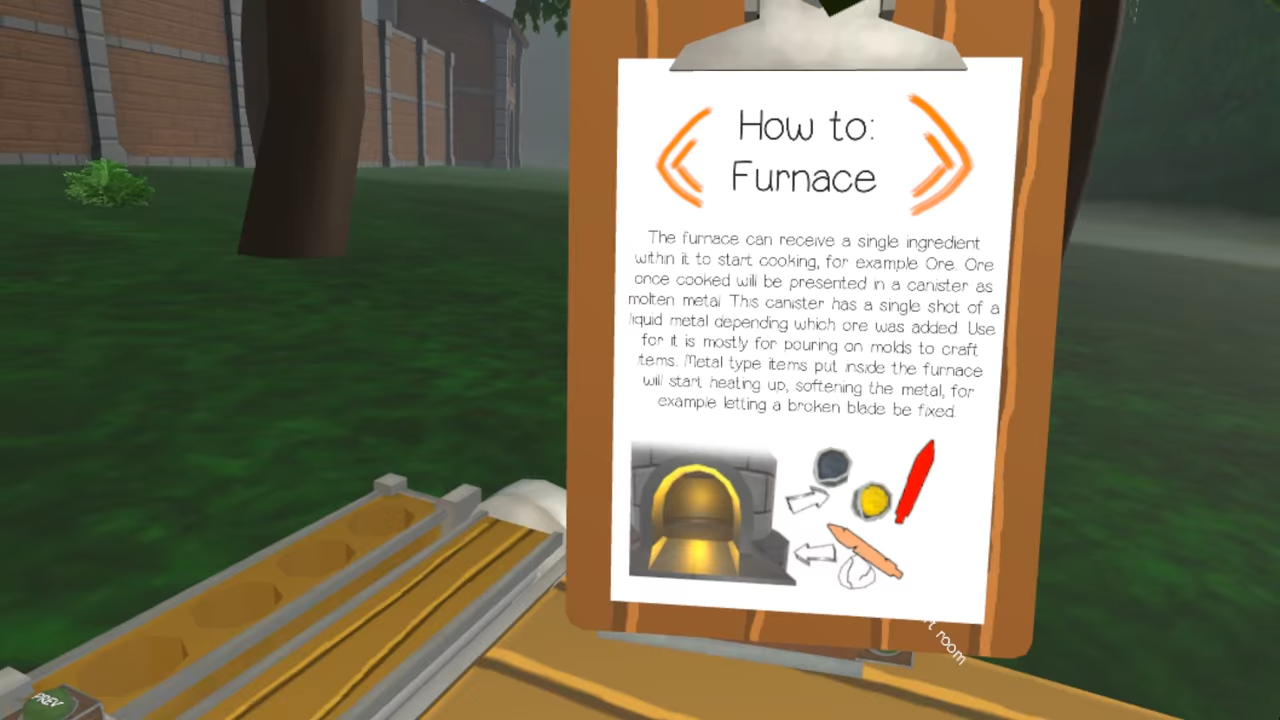 How to:
Furnace
The furnace can receive a single ingredient
within it to start cooking, for example Ore. Ore
once cooked will be presented in a canister as
molten metal. This canister has a single shot of a
liquid metal depending which ore was added. Use
for it is mostly for pouring on molds to craft
items. Metal type items put inside the furnace
will start heating up, softening the metal, for
example letting a broken blade be fixed.
room
PREV